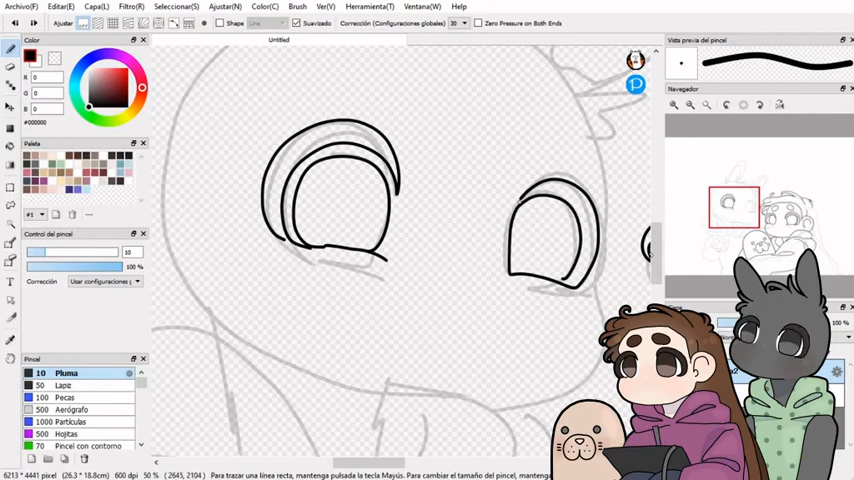 Archivo(F) Editar(E) Capa(L) Filtro(R) Seleccionar(S) Ajustar(N) Color(C) Brush Ver(V) Herramienta(T) Ventana(W) Help
Ajustar Shape Line Suavizado Corrección (Configuraciones globales) 30 Zero Pressure on Both Ends
Color
R 0
G 0
B 0
#000000
Paleta
#1
Control del pincel
10
100 %
Corrección Usar configuraciones g
Pincel
10 Pluma
50 Lapiz
100 Pecas
500 Aerógrafo
1000 Partículas
500 Hojitas
70 Pincel con contorno
Untitled
Vista previa del pincel
Navegador
100 %
6213 * 4441 pixel (26.3 * 18.8cm) 600 dpi 50 % ( 2645, 2104 ) Para trazar una línea recta, mantenga pulsada la tecla Mayús. Para cambiar el tamaño del pincel, mantenga